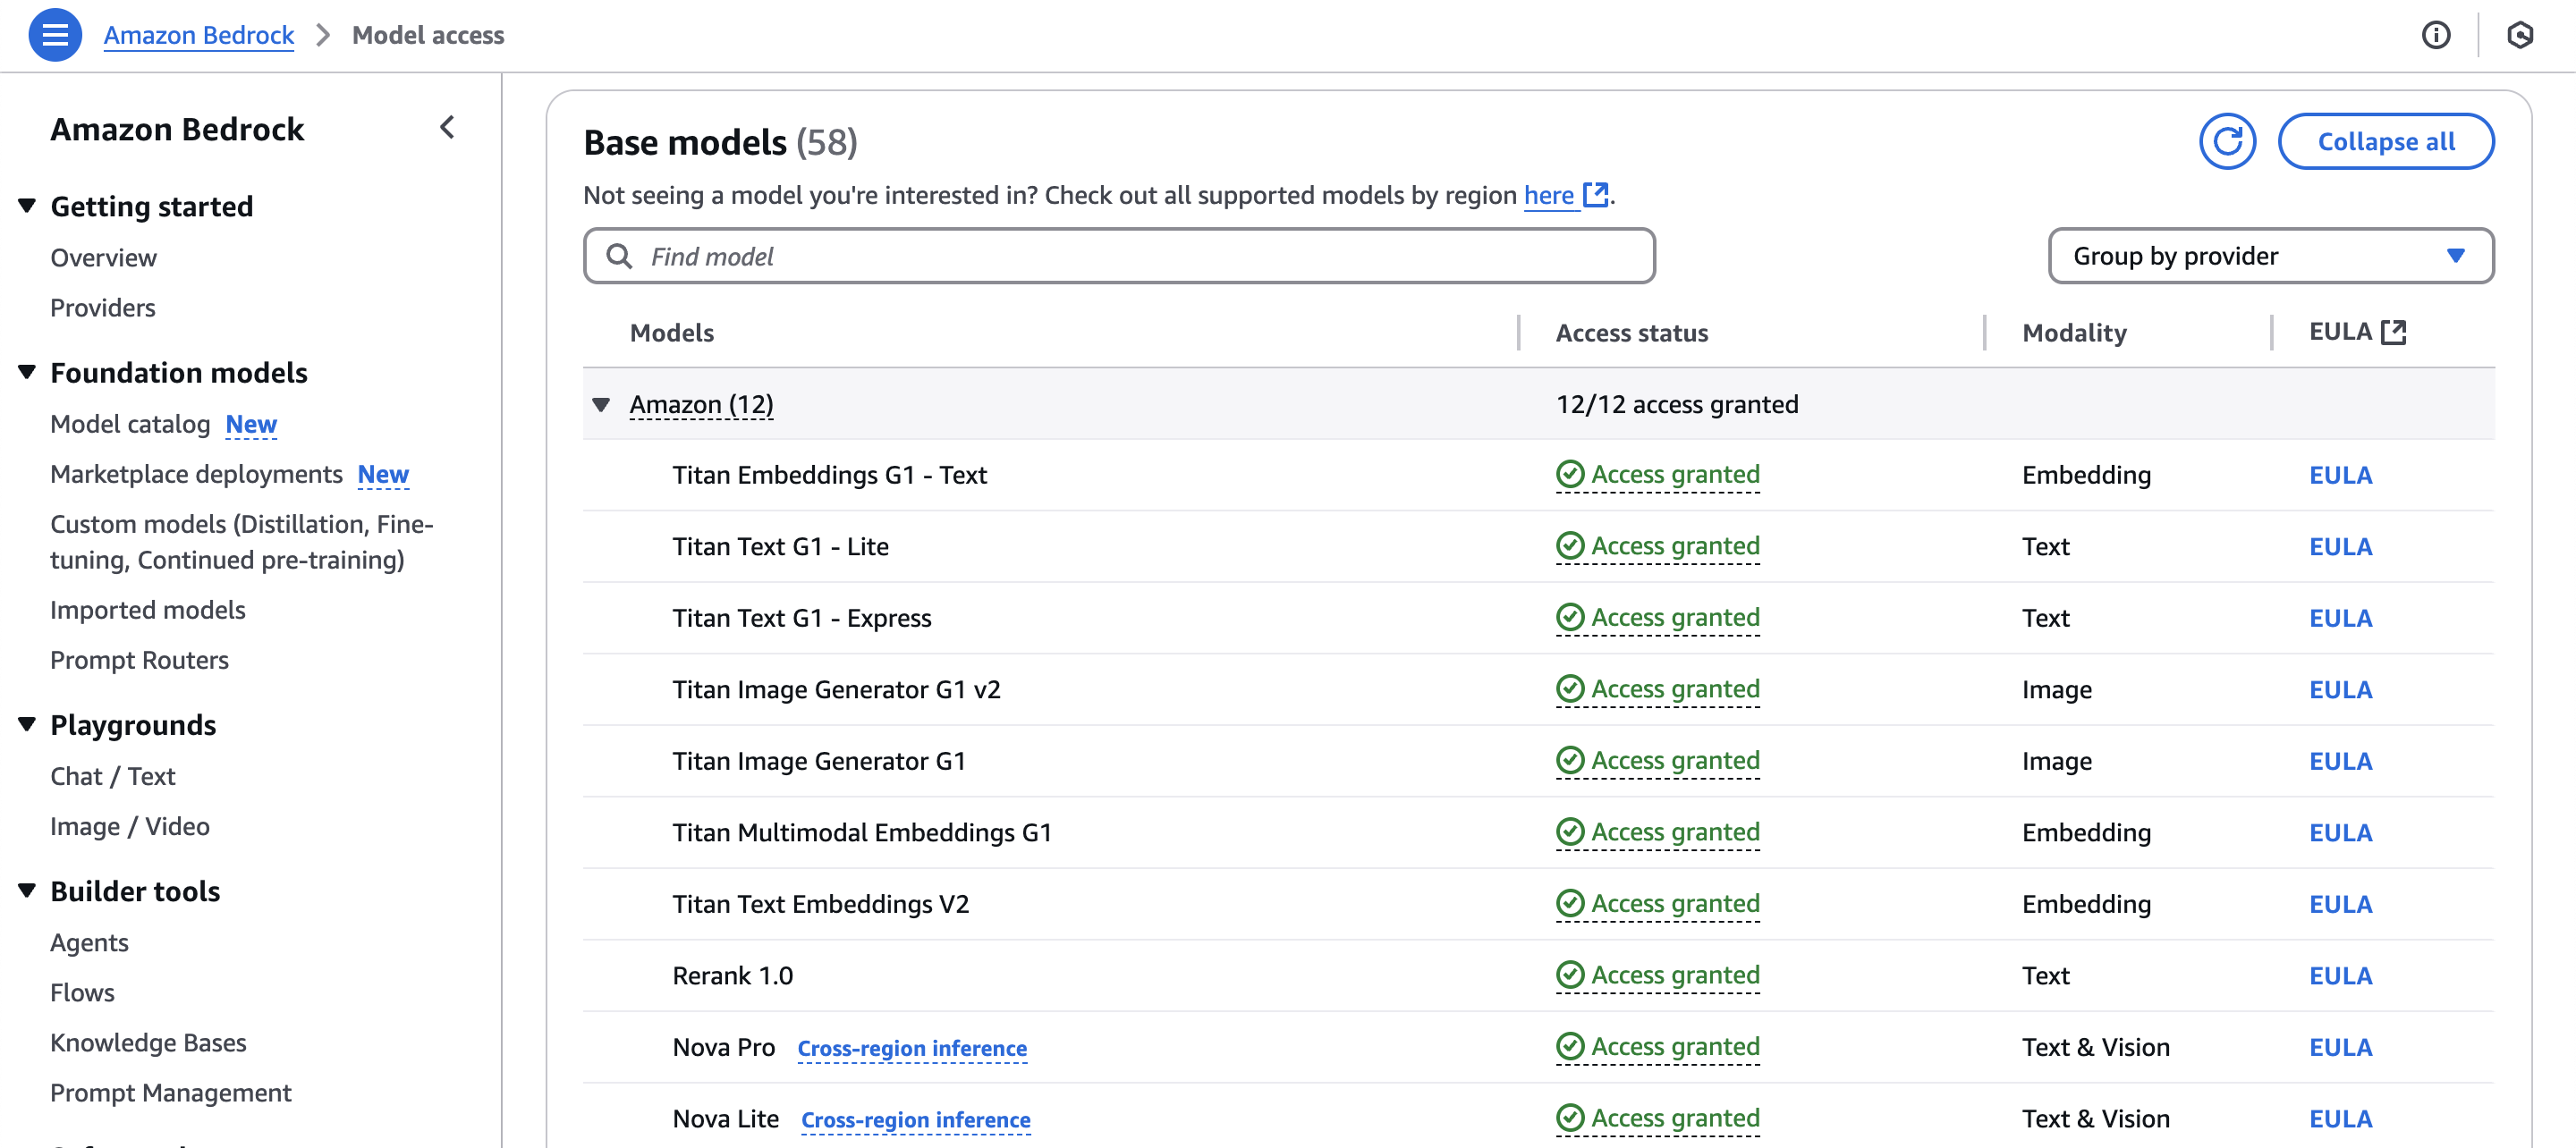 Amazon Bedrock > Model access
Amazon Bedrock
Getting started
Overview
Providers
Foundation models
Model catalog New
Marketplace deployments New
Custom models (Distillation, Fine-
tuning, Continued pre-training)
Imported models
Prompt Routers
Playgrounds
Chat / Text
Image / Video
Builder tools
Agents
Flows
Knowledge Bases
Prompt Management
Base models (58)
Collapse all
Not seeing a model you're interested in? Check out all supported models by region here.
Find model
Group by provider
Models Access status Modality EULA
Amazon (12) 12/12 access granted
Titan Embeddings G1 - Text Access granted Embedding EULA
Titan Text G1 - Lite Access granted Text EULA
Titan Text G1 - Express Access granted Text EULA
Titan Image Generator G1 v2 Access granted Image EULA
Titan Image Generator G1 Access granted Image EULA
Titan Multimodal Embeddings G1 Access granted Embedding EULA
Titan Text Embeddings V2 Access granted Embedding EULA
Rerank 1.0 Access granted Text EULA
Nova Pro Cross-region inference Access granted Text & Vision EULA
Nova Lite Cross-region inference Access granted Text & Vision EULA